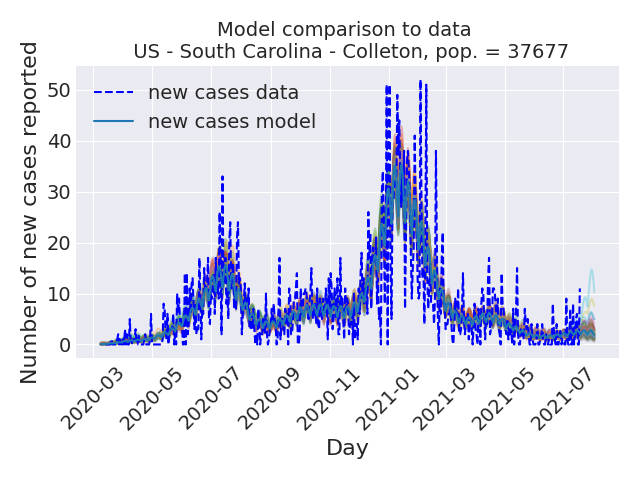 Model comparison to data
US - South Carolina - Colleton, pop. = 37677
Number of new cases reported
50
40
30
20
10
0
new cases data
new cases model
2020-03
2020-05
2020-07
2020-09
2020-11
2021-01
2021-03
2021-05
2021-07
Day